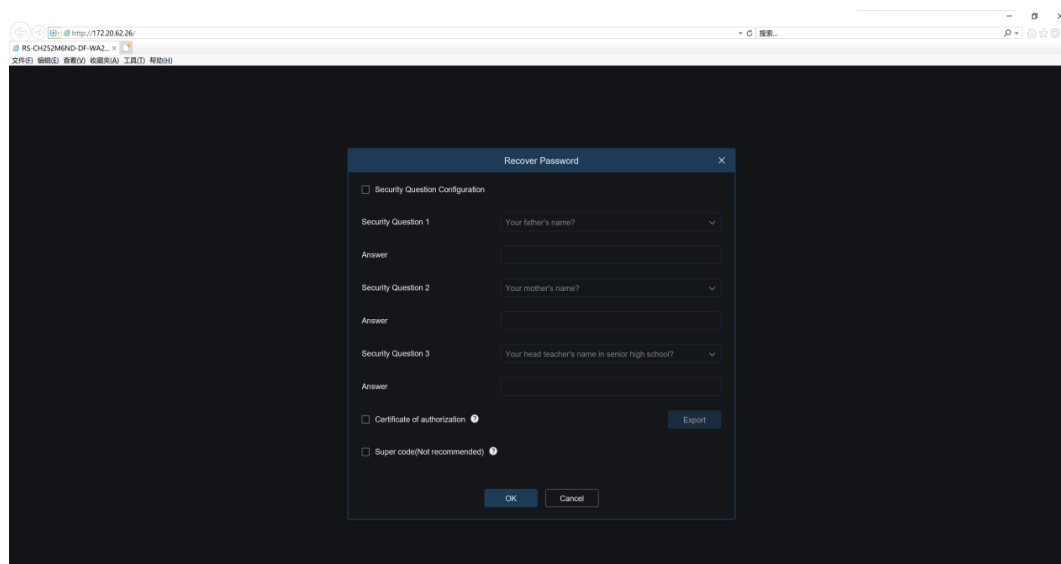 http://172.20.62.26/
搜索...
RS-CH252M6ND-DF-WA2...
文件(F) 编辑(E) 查看(V) 收藏夹(A) 工具(T) 帮助(H)
Recover Password
Security Question Configuration
Security Question 1 Your father's name?
Answer
Security Question 2 Your mother's name?
Answer
Security Question 3 Your head teacher's name in senior high school?
Answer
Certificate of authorization ? Export
Super code(Not recommended) ?
OK Cancel